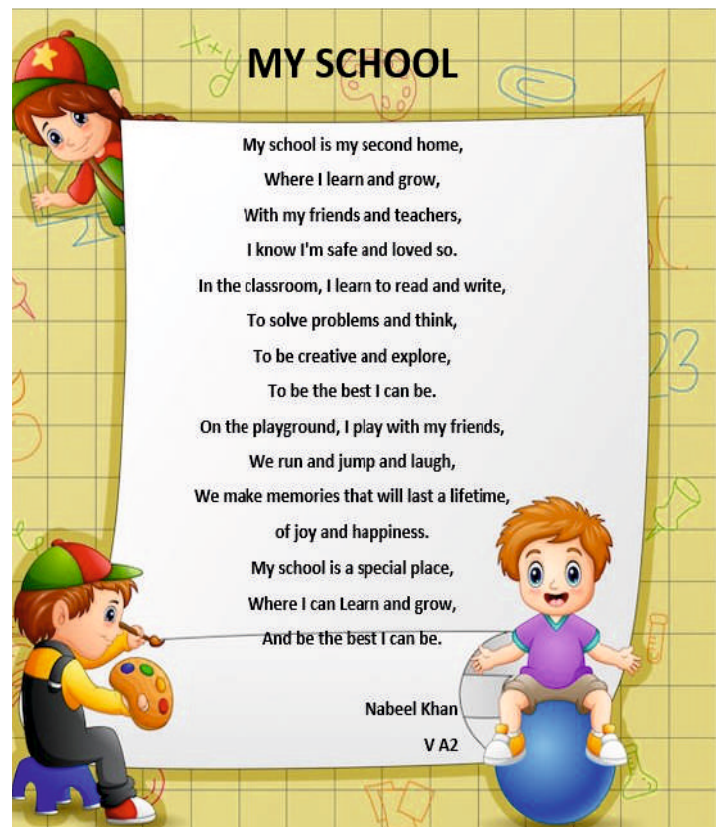 MY SCHOOL
My school is my second home,
Where I learn and grow,
With my friends and teachers,
I know I'm safe and loved so.
In the classroom, I learn to read and write,
To solve problems and think,
To be creative and explore,
To be the best I can be.
On the playground, I play with my friends,
We run and jump and laugh,
We make memories that will last a lifetime,
of joy and happiness.
My school is a special place,
Where I can Learn and grow,
And be the best I can be.
Nabeel Khan
V A2
x+y
23